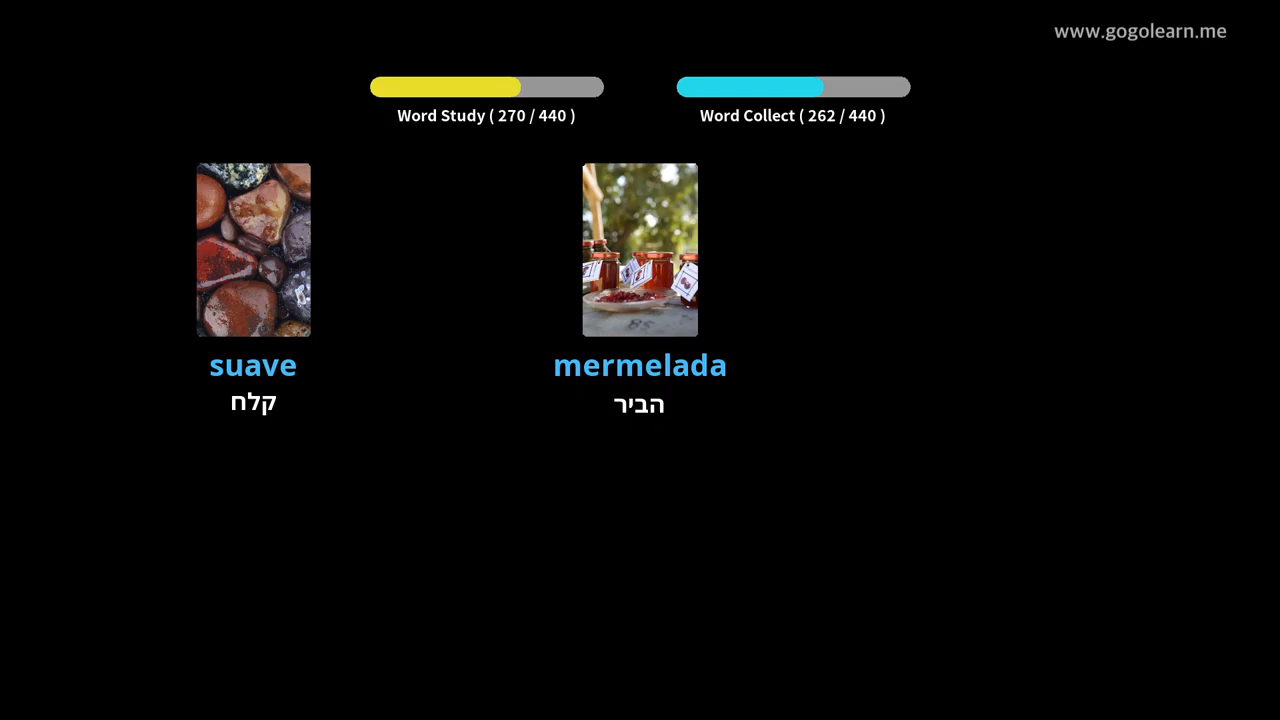 www.gogolearn.me
Word Study ( 270 / 440 )
Word Collect ( 262 / 440 )
suave
קלח
mermelada
הביר